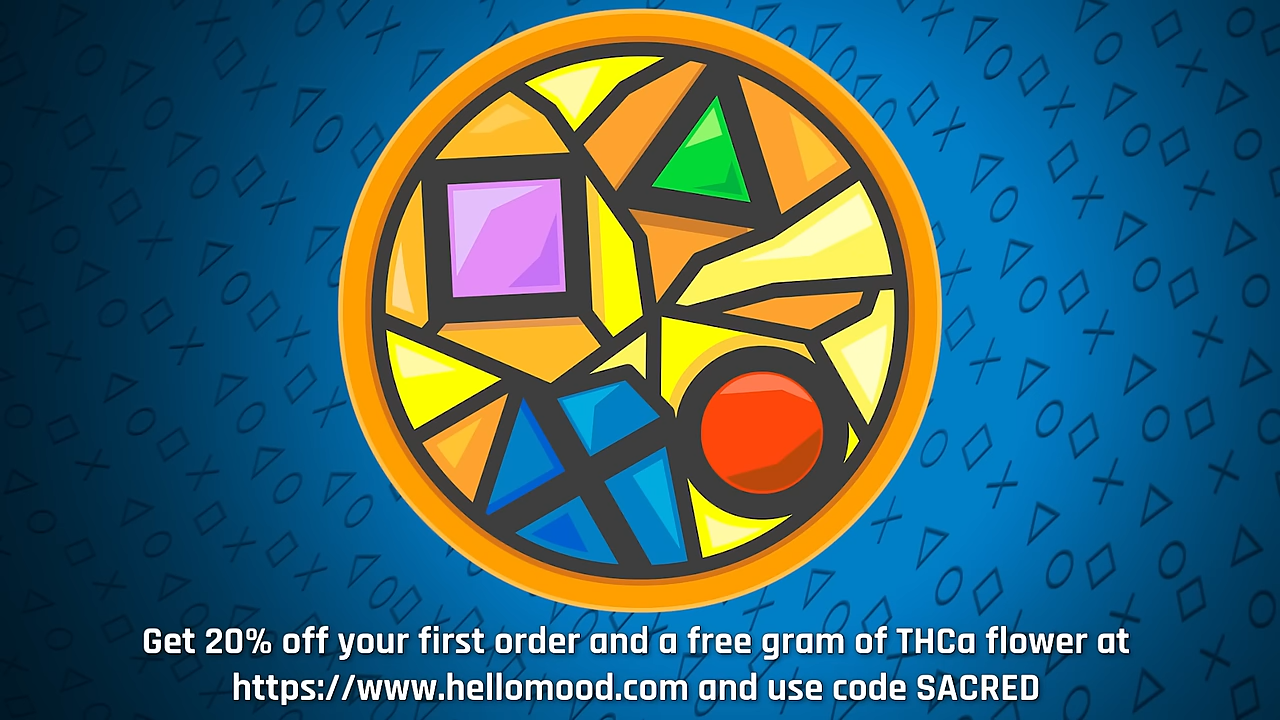 Get 20% off your first order and a free gram of THCa flower at
https://www.hellomood.com and use code SACRED